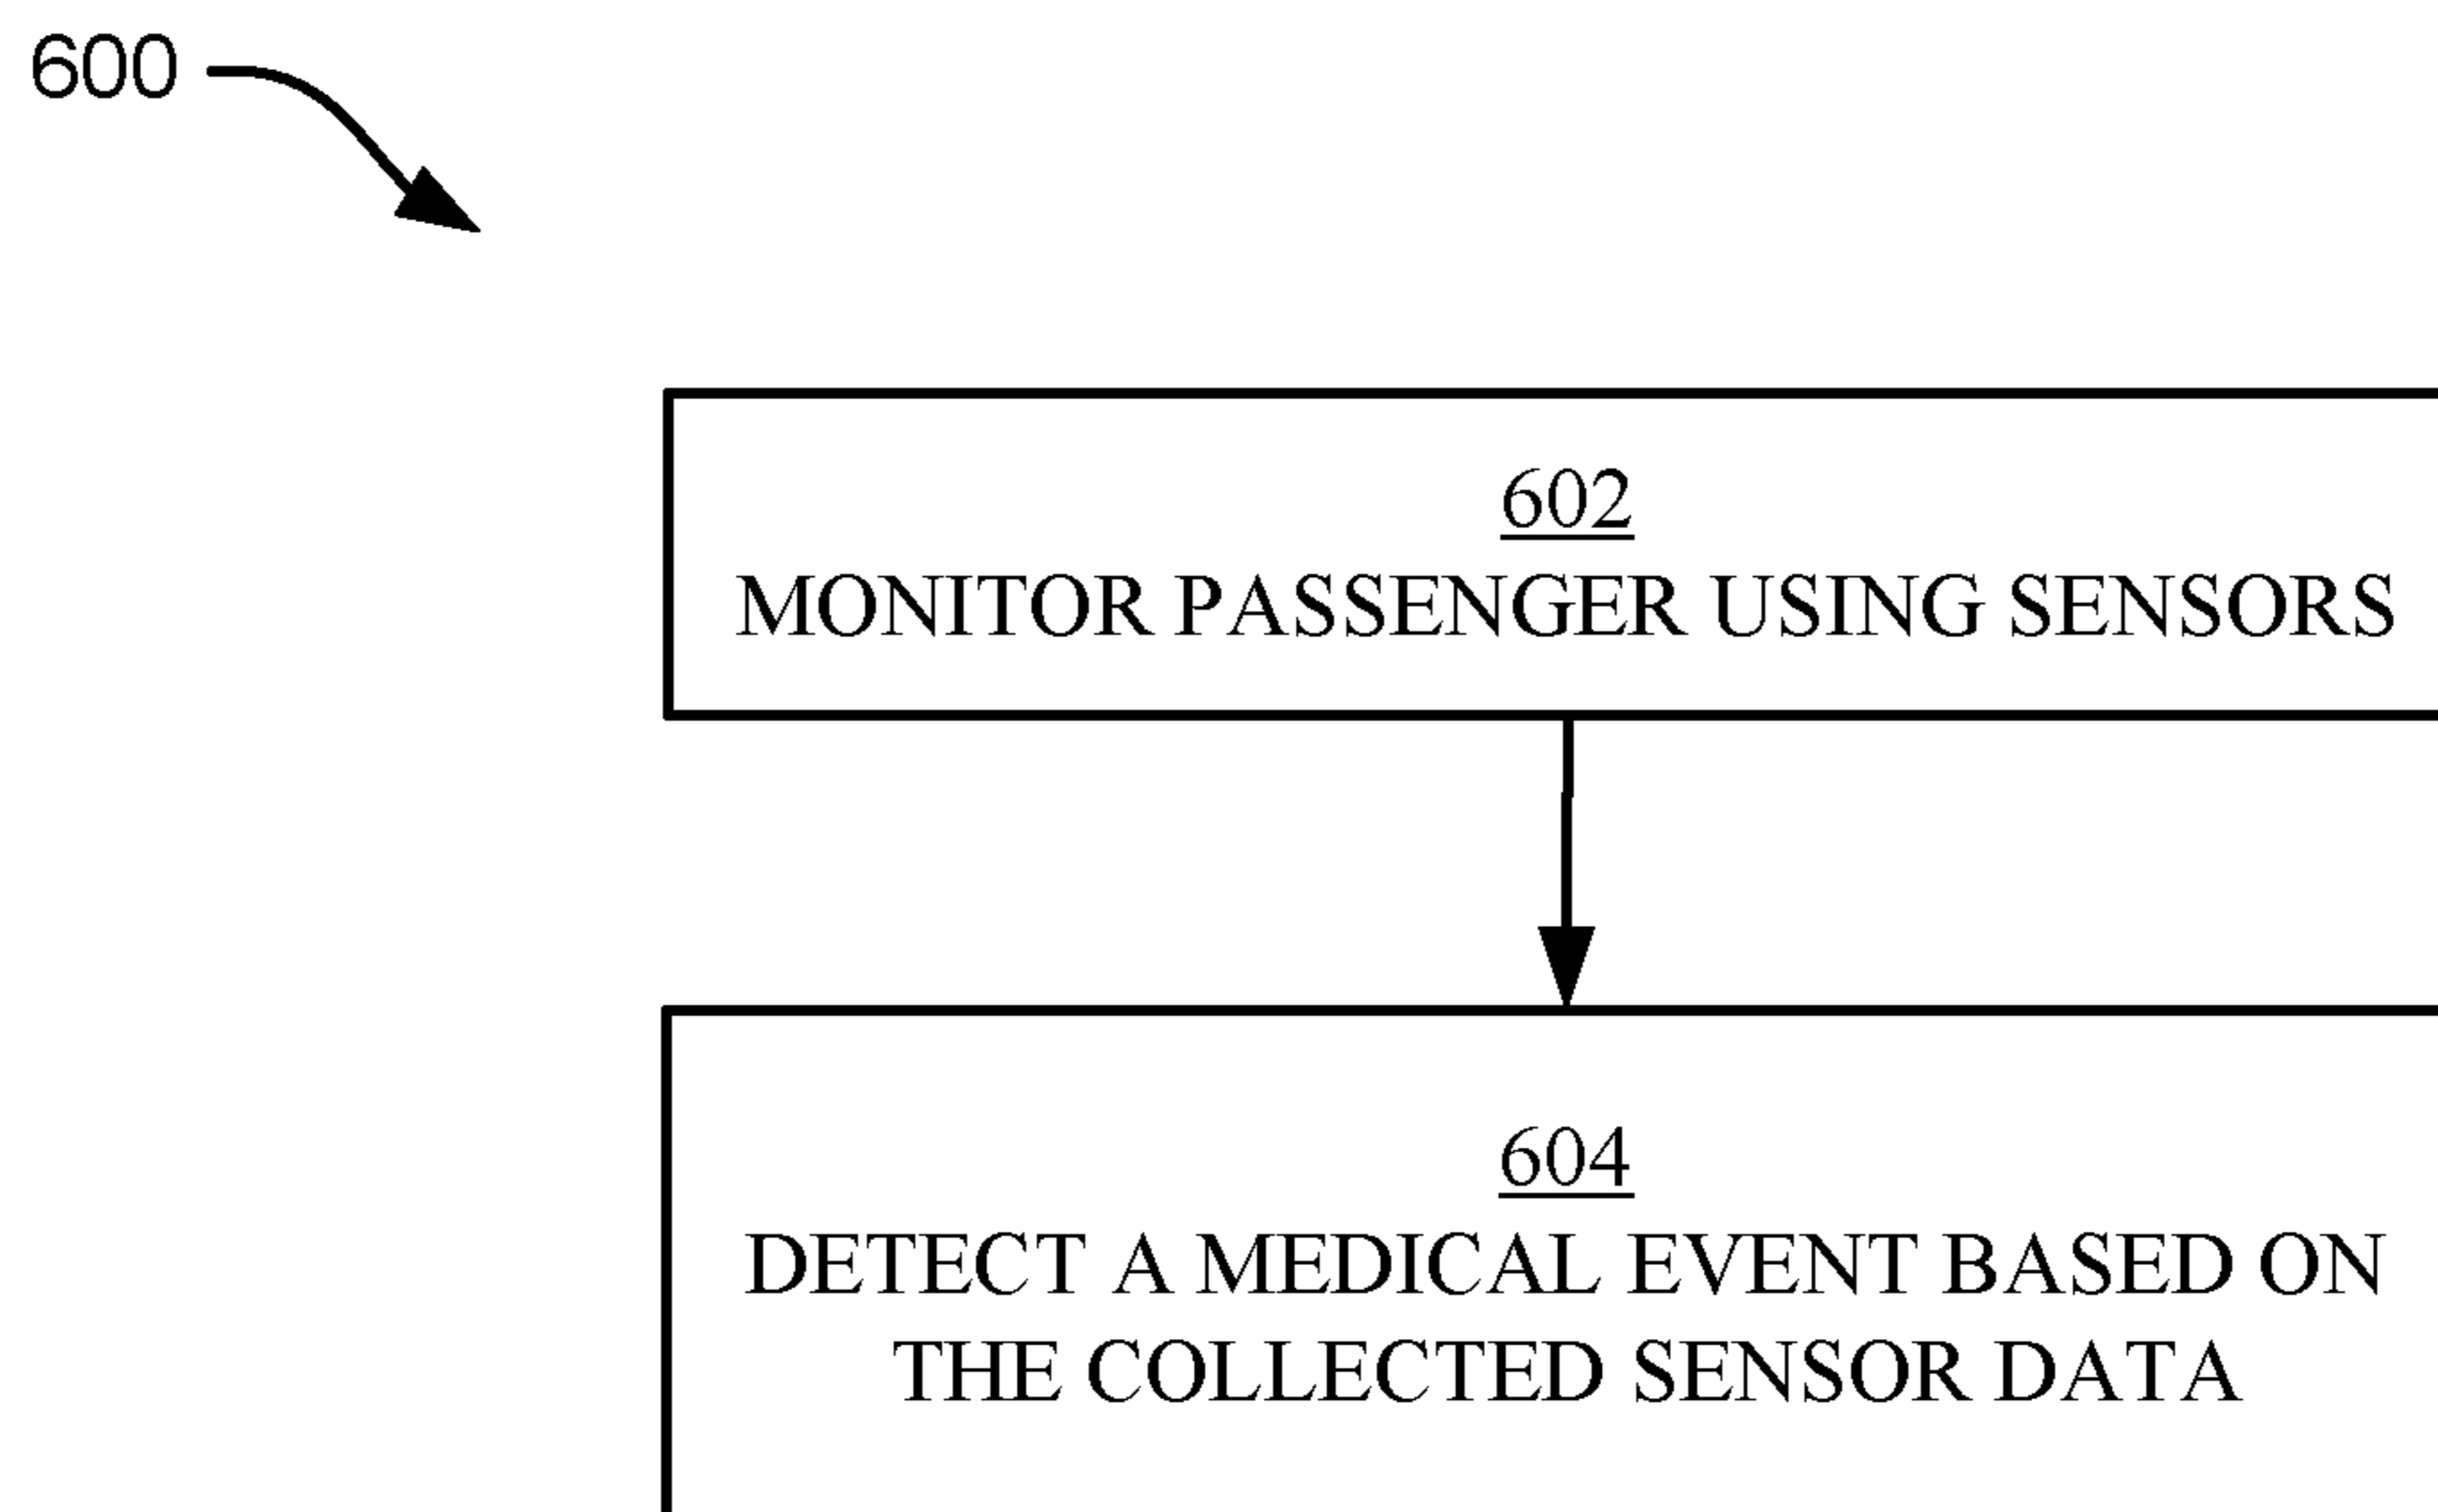 600
602
MONITOR PASSENGER USING SENSORS
604
DETECT A MEDICAL EVENT BASED ON
THE COLLECTED SENSOR DATA